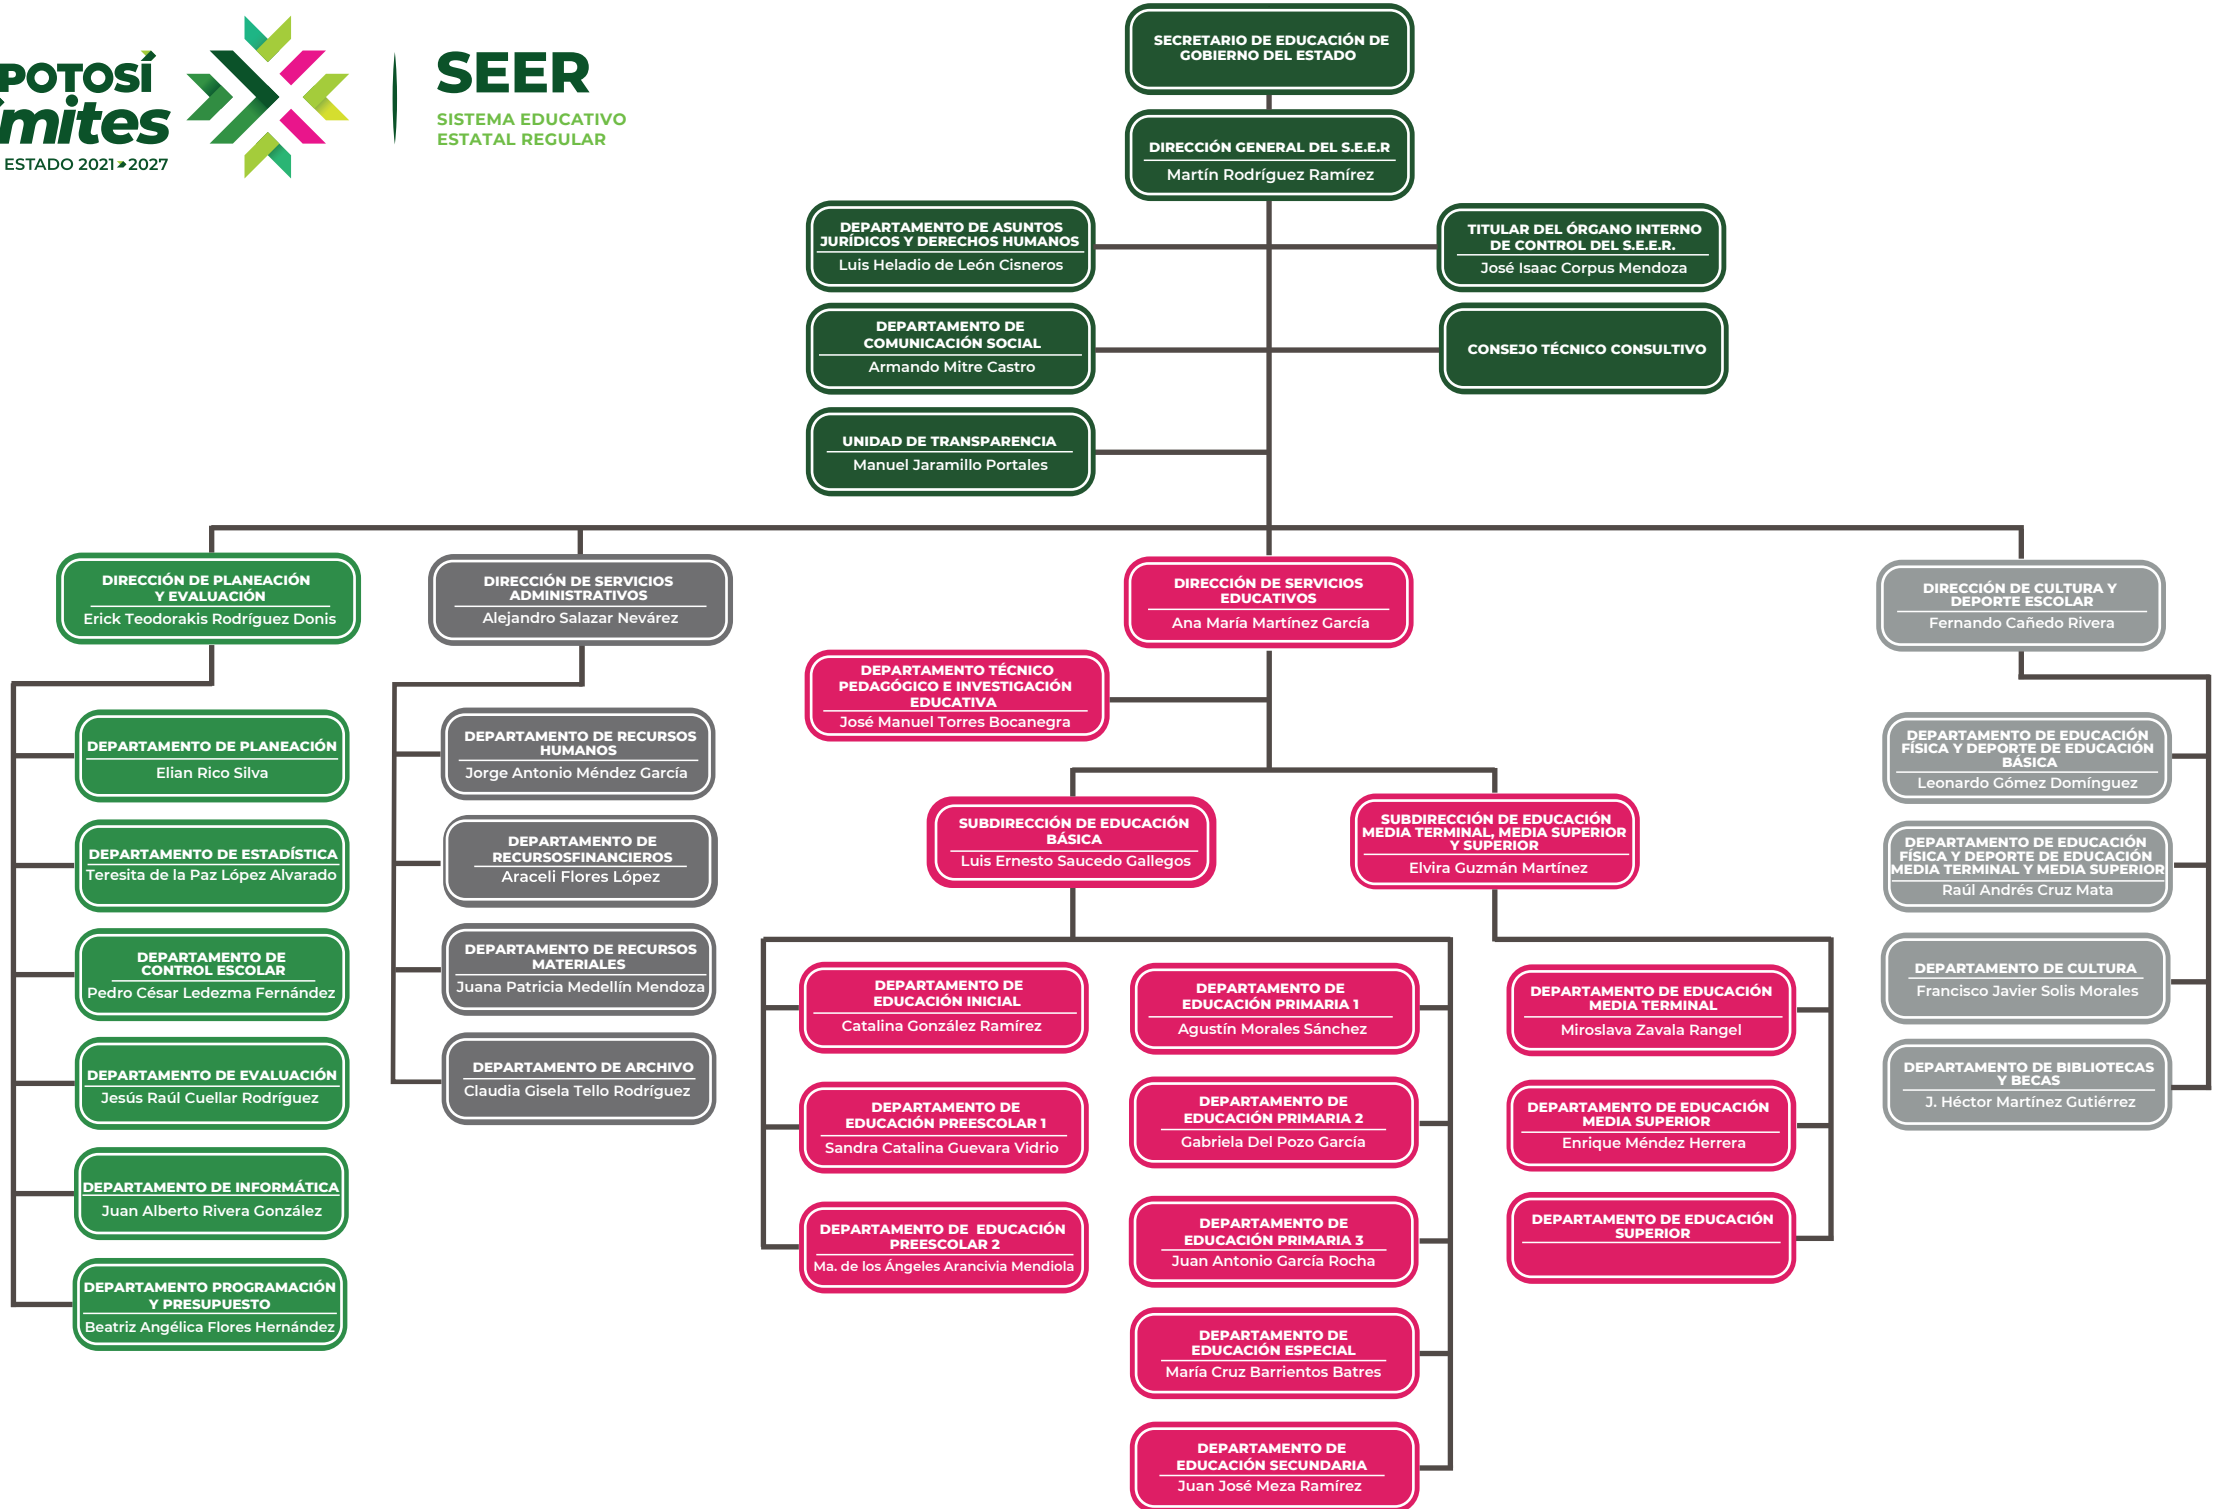 POTOSÍ
ímites
ESTADO 2021 2027
SEER
SISTEMA EDUCATIVO
ESTATAL REGULAR
SECRETARIO DE EDUCACIÓN DE
GOBIERNO DEL ESTADO
DIRECCIÓN GENERAL DEL S.E.E.R
Martín Rodríguez Ramírez
DEPARTAMENTO DE ASUNTOS
JURÍDICOS Y DERECHOS HUMANOS
Luis Heladio de León Cisneros
TITULAR DEL ÓRGANO INTERNO
DE CONTROL DEL S.E.E.R.
José Isaac Corpus Mendoza
DEPARTAMENTO DE
COMUNICACIÓN SOCIAL
Armando Mitre Castro
CONSEJO TÉCNICO CONSULTIVO
UNIDAD DE TRANSPARENCIA
Manuel Jaramillo Portales
DIRECCIÓN DE PLANEACIÓN
Y EVALUACIÓN
Erick Teodorakis Rodríguez Donis
DEPARTAMENTO DE PLANEACIÓN
Elian Rico Silva
DEPARTAMENTO DE ESTADÍSTICA
Teresita de la Paz López Alvarado
DEPARTAMENTO DE
CONTROL ESCOLAR
Pedro César Ledezma Fernández
DEPARTAMENTO DE EVALUACIÓN
Jesús Raúl Cuellar Rodríguez
DEPARTAMENTO DE INFORMÁTICA
Juan Alberto Rivera González
DEPARTAMENTO PROGRAMACIÓN
Y PRESUPUESTO
Beatriz Angélica Flores Hernández
DIRECCIÓN DE SERVICIOS
ADMINISTRATIVOS
Alejandro Salazar Nevárez
DEPARTAMENTO DE RECURSOS
HUMANOS
Jorge Antonio Méndez García
DEPARTAMENTO DE
RECURSOSFINANCIEROS
Araceli Flores López
DEPARTAMENTO DE RECURSOS
MATERIALES
Juana Patricia Medellín Mendoza
DEPARTAMENTO DE ARCHIVO
Claudia Gisela Tello Rodríguez
DIRECCIÓN DE SERVICIOS
EDUCATIVOS
Ana María Martínez García
DEPARTAMENTO TÉCNICO
PEDAGÓGICO E INVESTIGACIÓN
EDUCATIVA
José Manuel Torres Bocanegra
SUBDIRECCIÓN DE EDUCACIÓN
BÁSICA
Luis Ernesto Saucedo Gallegos
DEPARTAMENTO DE
EDUCACIÓN INICIAL
Catalina González Ramírez
DEPARTAMENTO DE
EDUCACIÓN PREESCOLAR 1
Sandra Catalina Guevara Vidrio
DEPARTAMENTO DE EDUCACIÓN
PREESCOLAR 2
Ma. de los Ángeles Arancivia Mendiola
DEPARTAMENTO DE
EDUCACIÓN PRIMARIA 1
Agustín Morales Sánchez
DEPARTAMENTO DE
EDUCACIÓN PRIMARIA 2
Gabriela Del Pozo García
DEPARTAMENTO DE
EDUCACIÓN PRIMARIA 3
Juan Antonio García Rocha
DEPARTAMENTO DE
EDUCACIÓN ESPECIAL
María Cruz Barrientos Batres
DEPARTAMENTO DE
EDUCACIÓN SECUNDARIA
Juan José Meza Ramírez
SUBDIRECCIÓN DE EDUCACIÓN
MEDIA TERMINAL, MEDIA SUPERIOR
Y SUPERIOR
Elvira Guzmán Martínez
DEPARTAMENTO DE EDUCACIÓN
MEDIA TERMINAL
Miroslava Zavala Rangel
DEPARTAMENTO DE EDUCACIÓN
MEDIA SUPERIOR
Enrique Méndez Herrera
DEPARTAMENTO DE EDUCACIÓN
SUPERIOR
DIRECCIÓN DE CULTURA Y
DEPORTE ESCOLAR
Fernando Cañedo Rivera
DEPARTAMENTO DE EDUCACIÓN
FÍSICA Y DEPORTE DE EDUCACIÓN
BÁSICA
Leonardo Gómez Domínguez
DEPARTAMENTO DE EDUCACIÓN
FÍSICA Y DEPORTE DE EDUCACIÓN
MEDIA TERMINAL Y MEDIA SUPERIOR
Raúl Andrés Cruz Mata
DEPARTAMENTO DE CULTURA
Francisco Javier Solis Morales
DEPARTAMENTO DE BIBLIOTECAS
Y BECAS
J. Héctor Martínez Gutiérrez